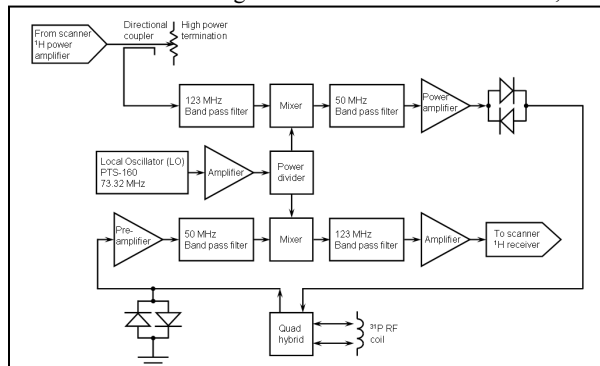 From scanner
¹H power
amplifier
Directional
coupler
High power
termination
123 MHz
Band pass filter
Mixer
50 MHz
Band pass filter
Power
amplifier
Local Oscillator (LO)
PTS-160
73.32 MHz
Amplifier
Power
divider
Pre-
amplifier
50 MHz
Band pass filter
Mixer
123 MHz
Band pass filter
Amplifier
To scanner
¹H receiver
Quad
hybrid
³¹P RF
coil